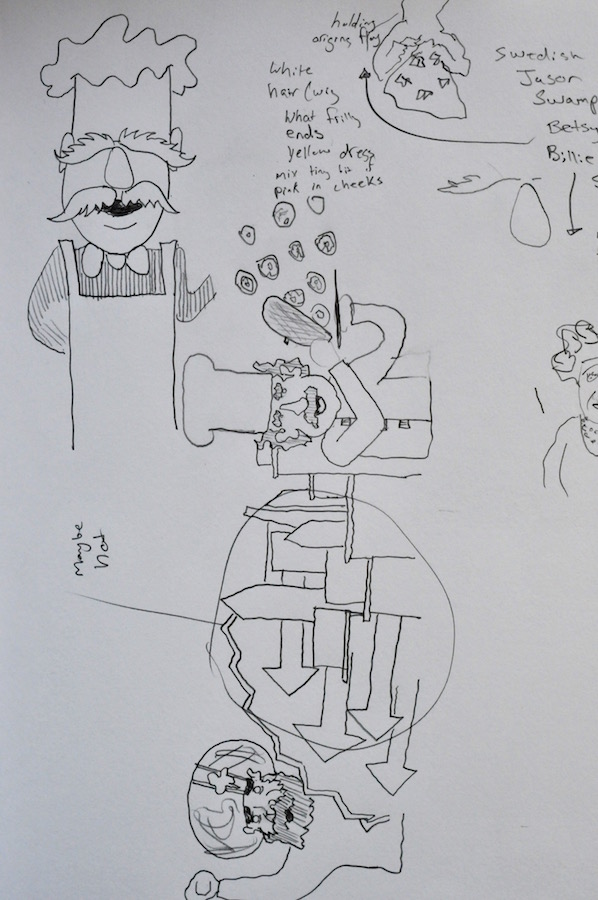 holding
origins flag
White
hair/wig
what frilly
ends
yellow dress
mix tiny bit of
pink in cheeks
Swedish
Jason
Swamp
Betsy
Billie
S
maybe
not